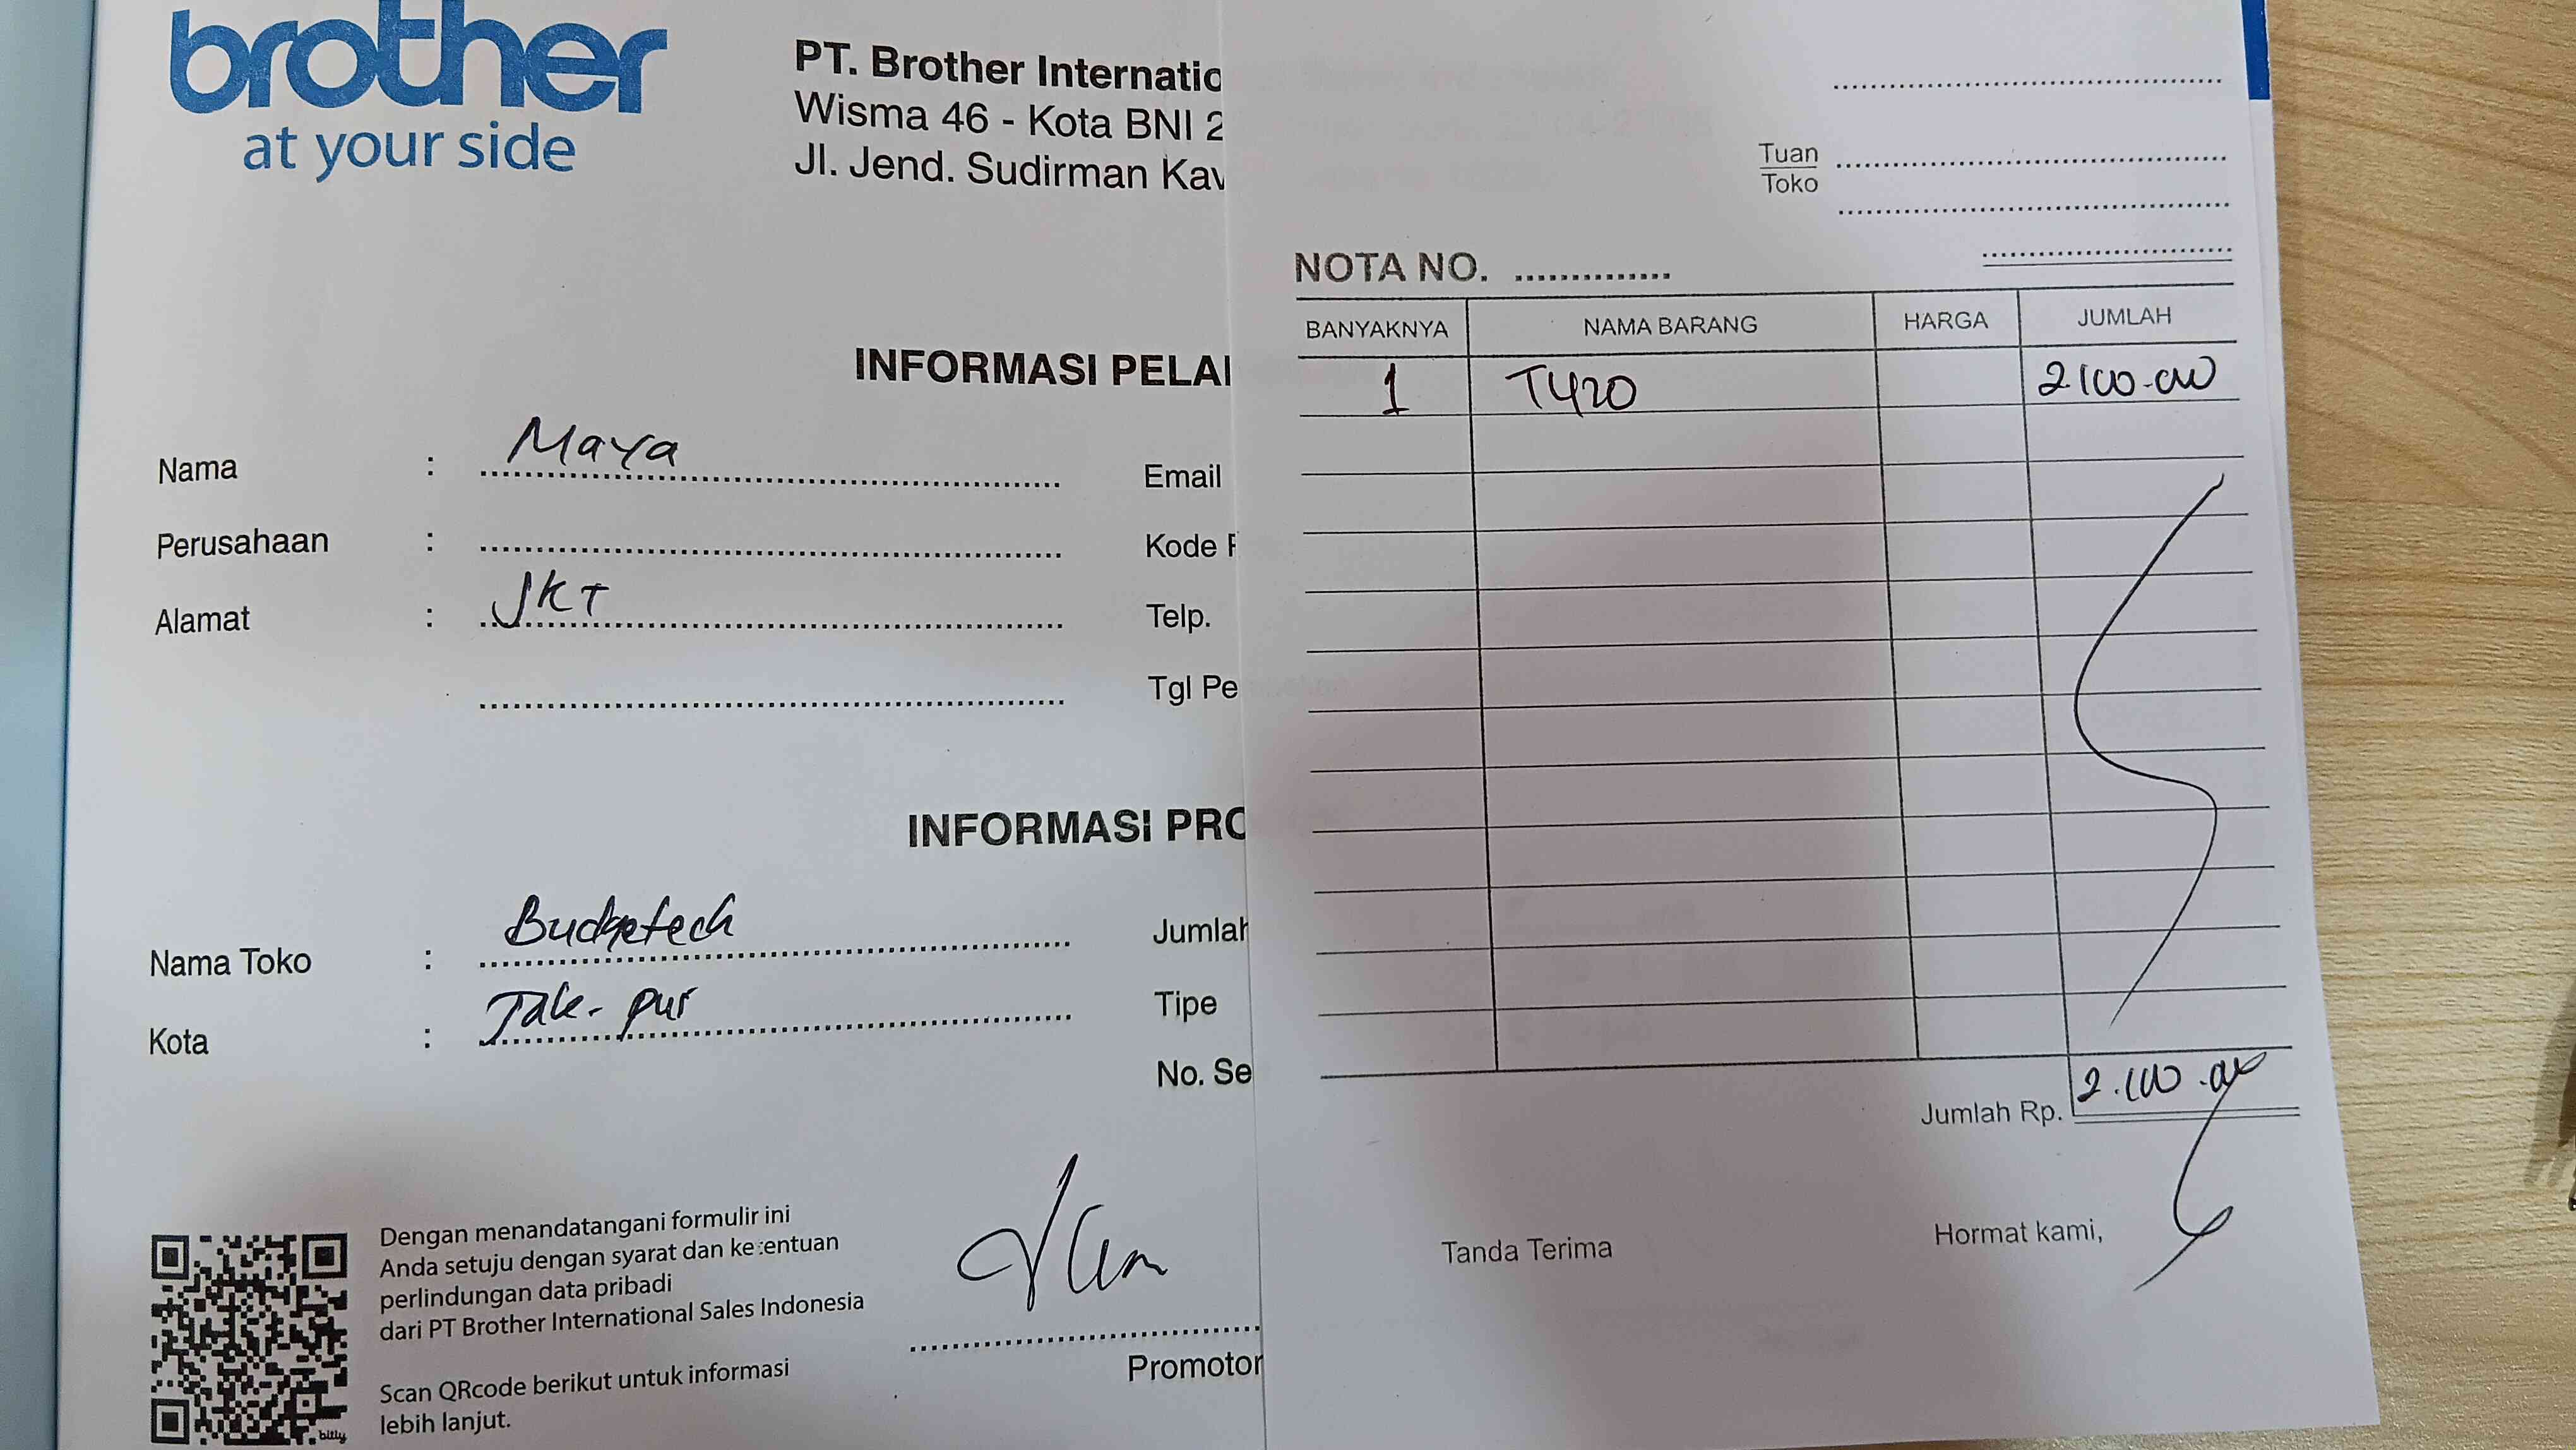 brother
at your side
PT. Brother Internatio
Wisma 46 - Kota BNI 2
Jl. Jend. Sudirman Kav
INFORMASI PELA
Nama : Maya
Email
Perusahaan :
Kode
Alamat : JKT
Telp.
Tgl Pe
INFORMASI PRO
Nama Toko : Budgetech
Jumlah
Kota : Jak-pus
Tipe
No. Se
Dengan menandatangani formulir ini
Anda setuju dengan syarat dan ketentuan
perlindungan data pribadi
dari PT Brother International Sales Indonesia
Scan QRcode berikut untuk informasi
lebih lanjut.
bitly
Promotor
Tuan
Toko
NOTA NO.
BANYAKNYA NAMA BARANG HARGA JUMLAH
1 T420 2.100.000
Jumlah Rp. 2.100.000
Tanda Terima
Hormat kami,